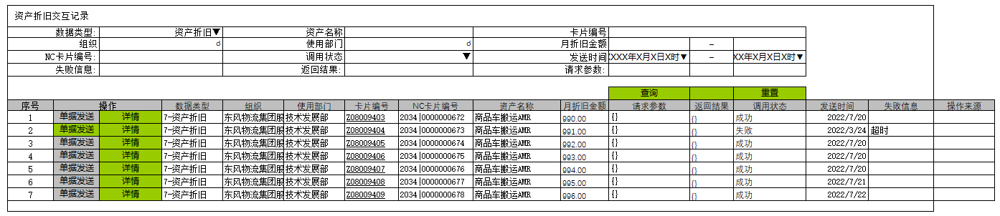 资产折旧交互记录
数据类型: 资产折旧▼ 资产名称 卡片编号
组织 使用部门 月折旧金额 –
NC卡片编号: 调用状态 ▼ 发送时间 XXX年X月X日X时▼ – XX年X月X日X时▼
失败信息: 返回结果: 请求参数:
查询 重置
序号 操作 数据类型 组织 使用部门 卡片编号 NC卡片编号 资产名称 月折旧金额 请求参数 返回结果 调用状态 发送时间 失败信息 操作来源
1 单据发送 详情 7-资产折旧 东风物流集团股 技术发展部 Z08009403 2034|0000000672 商品车搬运AMR 990.00 {} {} 成功 2022/7/20
2 单据发送 详情 7-资产折旧 东风物流集团股 技术发展部 Z08009404 2034|0000000673 商品车搬运AMR 991.00 {} {} 失败 2022/3/24 超时
3 单据发送 详情 7-资产折旧 东风物流集团股 技术发展部 Z08009405 2034|0000000674 商品车搬运AMR 992.00 {} {} 成功 2022/7/20
4 单据发送 详情 7-资产折旧 东风物流集团股 技术发展部 Z08009406 2034|0000000675 商品车搬运AMR 993.00 {} {} 成功 2022/7/20
5 单据发送 详情 7-资产折旧 东风物流集团股 技术发展部 Z08009407 2034|0000000676 商品车搬运AMR 994.00 {} {} 成功 2022/7/20
6 单据发送 详情 7-资产折旧 东风物流集团股 技术发展部 Z08009408 2034|0000000677 商品车搬运AMR 995.00 {} {} 成功 2022/7/21
7 单据发送 详情 7-资产折旧 东风物流集团股 技术发展部 Z08009409 2034|0000000678 商品车搬运AMR 996.00 {} {} 成功 2022/7/22